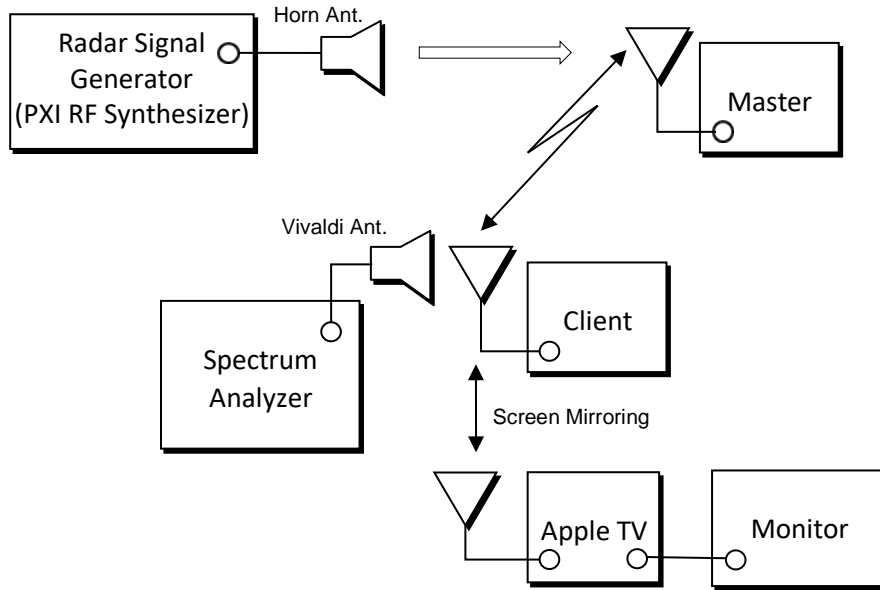 Horn Ant.
Radar Signal
Generator
(PXI RF Synthesizer)
Master
Vivaldi Ant.
Client
Spectrum
Analyzer
Screen Mirroring
Apple TV
Monitor